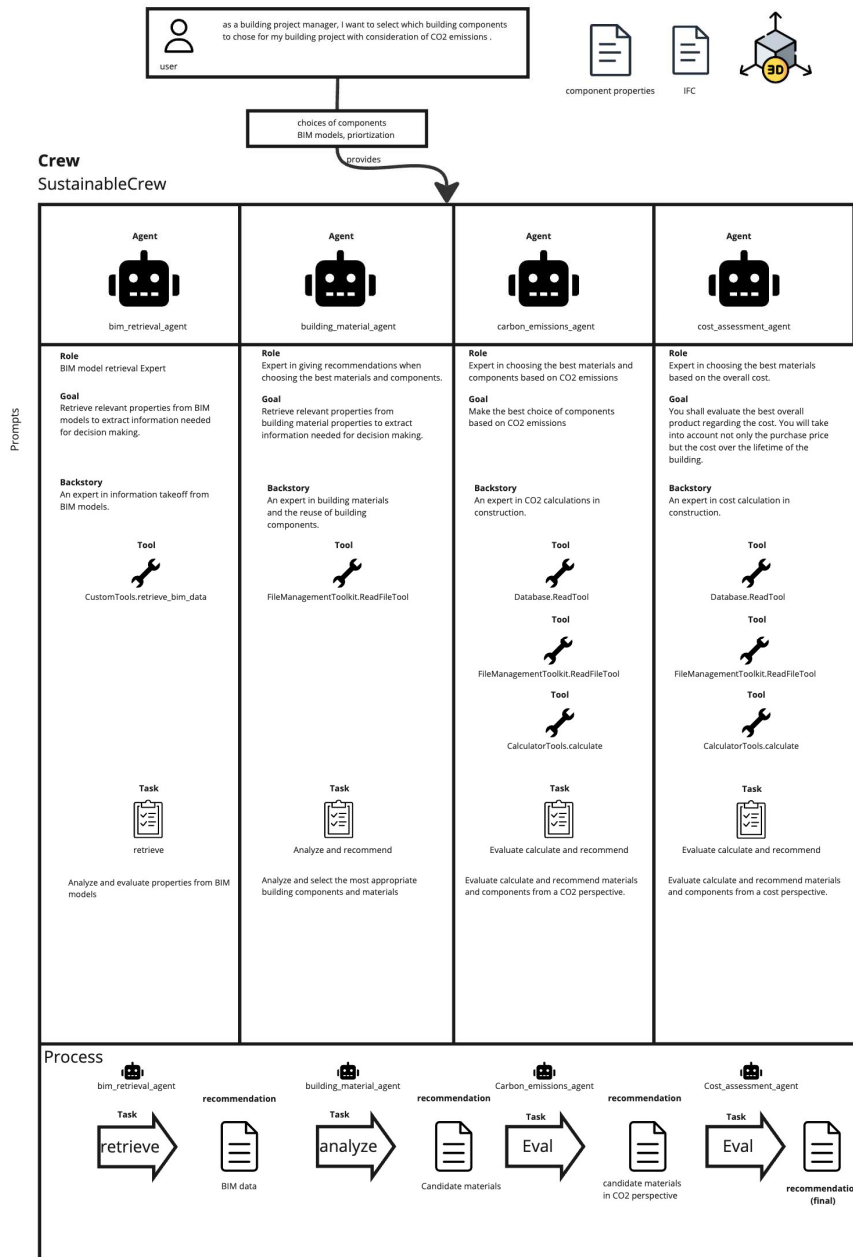 as a building project manager, I want to select which building components
to chose for my building project with consideration of CO2 emissions .
user
component properties
IFC
3D
choices of components
BIM models, priortization
provides
Crew
SustainableCrew
Prompts
Agent
bim_retrieval_agent
Role
BIM model retrieval Expert
Goal
Retrieve relevant properties from BIM
models to extract information needed
for decision making.
Backstory
An expert in information takeoff from
BIM models.
Tool
CustomTools.retrieve_bim_data
Task
retrieve
Analyze and evaluate properties from BIM
models
Agent
building_material_agent
Role
Expert in giving recommendations when
choosing the best materials and components.
Goal
Retrieve relevant properties from
building material properties to extract
information needed for decision making.
Backstory
An expert in building materials
and the reuse of building
components.
Tool
FileManagementToolkit.ReadFileTool
Task
Analyze and recommend
Analyze and select the most appropriate
building components and materials
Agent
carbon_emissions_agent
Role
Expert in choosing the best materials and
components based on CO2 emissions
Goal
Make the best choice of components
based on CO2 emissions
Backstory
An expert in CO2 calculations in
construction.
Tool
Database.ReadTool
Tool
FileManagementToolkit.ReadFileTool
Tool
CalculatorTools.calculate
Task
Evaluate calculate and recommend
Evaluate calculate and recommend materials
and components from a CO2 perspective.
Agent
cost_assessment_agent
Role
Expert in choosing the best materials
based on the overall cost.
Goal
You shall evaluate the best overall
product regarding the cost. You will take
into account not only the purchase price
but the cost over the lifetime of the
building.
Backstory
An expert in cost calculation in
construction.
Tool
Database.ReadTool
Tool
FileManagementToolkit.ReadFileTool
Tool
CalculatorTools.calculate
Task
Evaluate calculate and recommend
Evaluate calculate and recommend materials
and components from a cost perspective.
Process
bim_retrieval_agent
Task
retrieve
recommendation
BIM data
building_material_agent
Task
analyze
recommendation
Candidate materials
Carbon_emissions_agent
Task
Eval
recommendation
candidate materials
in CO2 perspective
Cost_assessment_agent
Task
Eval
recommendatio
(final)